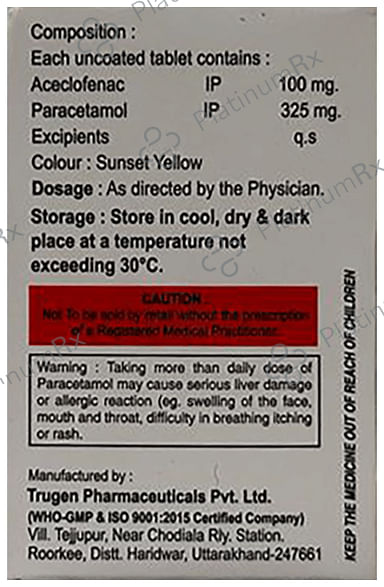 Composition :
Each uncoated tablet contains :
Aceclofenac IP 100 mg.
Paracetamol IP 325 mg.
Excipients q.s
Colour : Sunset Yellow
Dosage : As directed by the Physician.
Storage : Store in cool, dry & dark
place at a temperature not
exceeding 30°C.
CAUTION :
Not To be sold by retail without the prescription
of a Registered Medical Practitioner.
Warning : Taking more than daily dose of
Paracetamol may cause serious liver damage
or allergic reaction (eg. swelling of the face,
mouth and throat, difficulty in breathing itching
or rash.
Manufactured by :
Trugen Pharmaceuticals Pvt. Ltd.
(WHO-GMP & ISO 9001:2015 Certified Company)
Vill. Tejjupur, Near Chodiala Rly. Station.
Roorkee, Distt. Haridwar, Uttarakhand-247661
KEEP THE MEDICINE OUT OF REACH OF CHILDREN
PlatinumRx